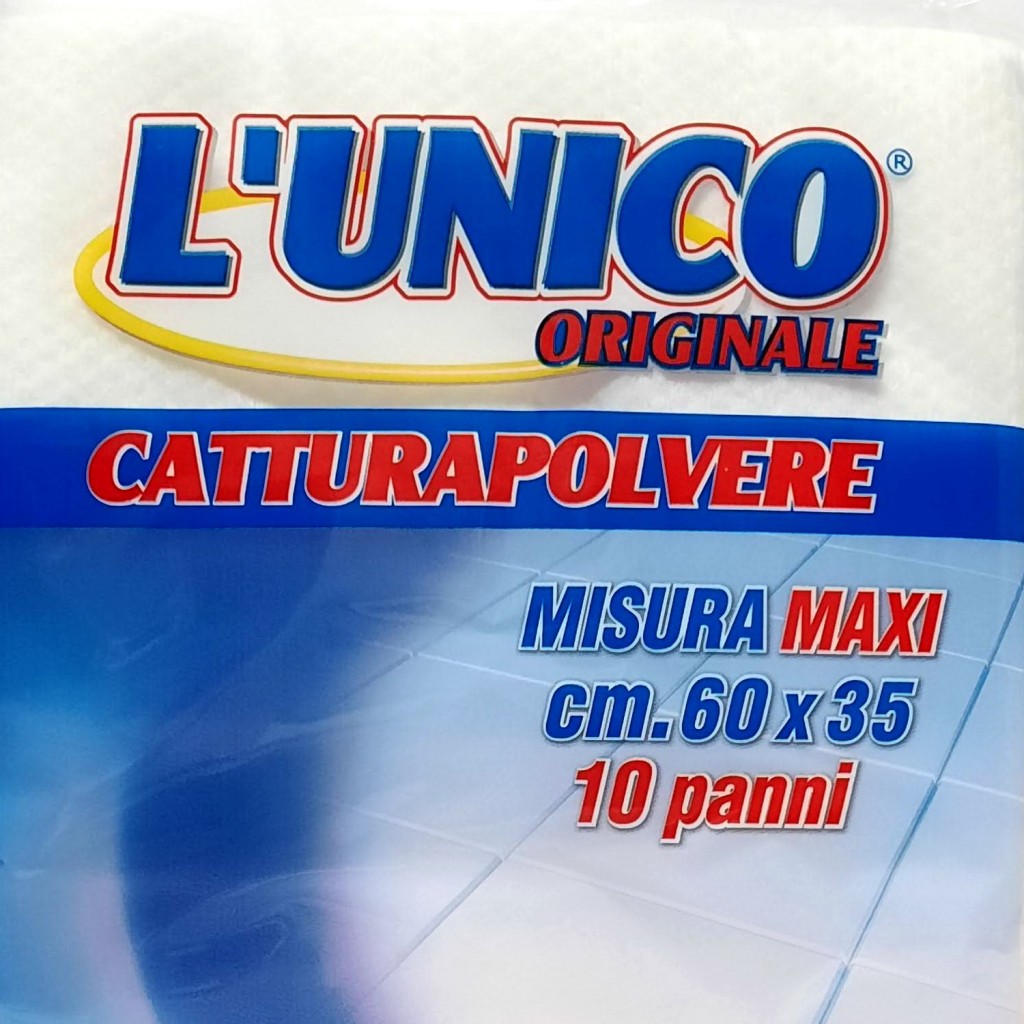 L'UNICO®
ORIGINALE
CATTURAPOLVERE
MISURA MAXI
cm.60 x 35
10 panni